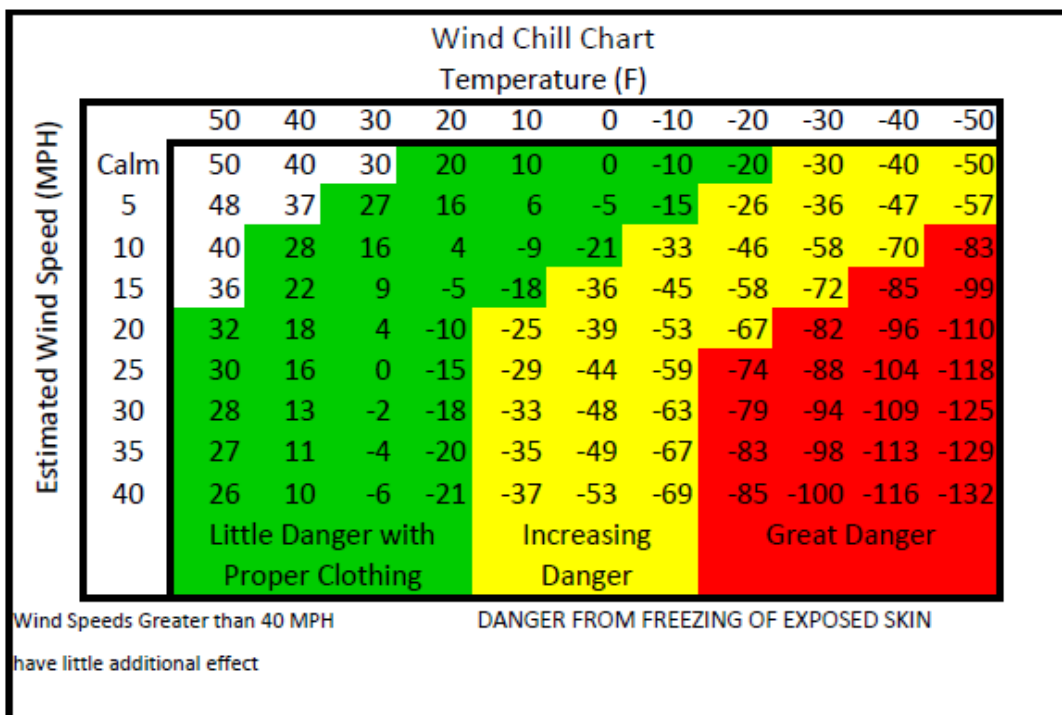 Wind Chill Chart
Temperature (F)
Estimated Wind Speed (MPH)
50 40 30 20 10 0 -10 -20 -30 -40 -50
Calm 50 40 30 20 10 0 -10 -20 -30 -40 -50
5 48 37 27 16 6 -5 -15 -26 -36 -47 -57
10 40 28 16 4 -9 -21 -33 -46 -58 -70 -83
15 36 22 9 -5 -18 -36 -45 -58 -72 -85 -99
20 32 18 4 -10 -25 -39 -53 -67 -82 -96 -110
25 30 16 0 -15 -29 -44 -59 -74 -88 -104 -118
30 28 13 -2 -18 -33 -48 -63 -79 -94 -109 -125
35 27 11 -4 -20 -35 -49 -67 -83 -98 -113 -129
40 26 10 -6 -21 -37 -53 -69 -85 -100 -116 -132
Little Danger with Increasing Great Danger
Proper Clothing Danger
Wind Speeds Greater than 40 MPH DANGER FROM FREEZING OF EXPOSED SKIN
have little additional effect